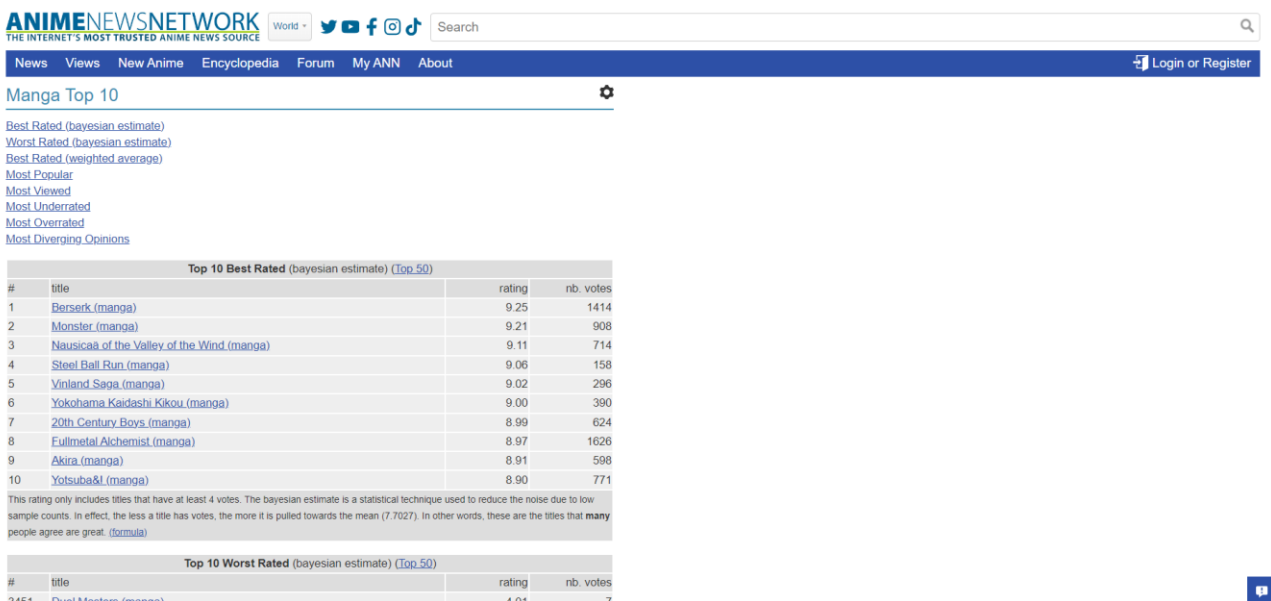 ANIMENEWSNETWORK
THE INTERNET'S MOST TRUSTED ANIME NEWS SOURCE
World
Search
News Views New Anime Encyclopedia Forum My ANN About Login or Register
Manga Top 10
Best Rated (bayesian estimate)
Worst Rated (bayesian estimate)
Best Rated (weighted average)
Most Popular
Most Viewed
Most Underrated
Most Overrated
Most Diverging Opinions
Top 10 Best Rated (bayesian estimate) (Top 50)
# title rating nb. votes
1 Berserk (manga) 9.25 1414
2 Monster (manga) 9.21 908
3 Nausicaä of the Valley of the Wind (manga) 9.11 714
4 Steel Ball Run (manga) 9.06 158
5 Vinland Saga (manga) 9.02 296
6 Yokohama Kaidashi Kikou (manga) 9.00 390
7 20th Century Boys (manga) 8.99 624
8 Fullmetal Alchemist (manga) 8.97 1626
9 Akira (manga) 8.91 598
10 Yotsuba&! (manga) 8.90 771
This rating only includes titles that have at least 4 votes. The bayesian estimate is a statistical technique used to reduce the noise due to low
sample counts. In effect, the less a title has votes, the more it is pulled towards the mean (7.7027). In other words, these are the titles that many
people agree are great. (formula)
Top 10 Worst Rated (bayesian estimate) (Top 50)
# title rating nb. votes